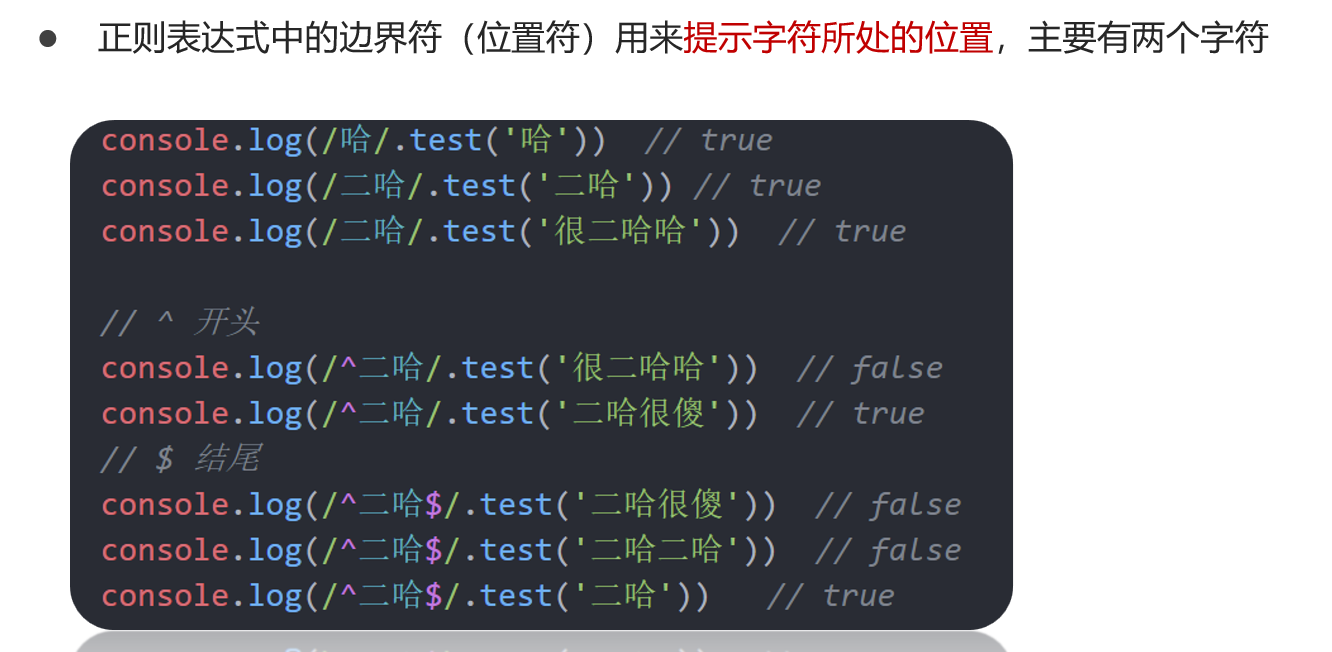 正则表达式中的边界符（位置符）用来提示字符所处的位置，主要有两个字符
console.log(/哈/.test('哈'))  // true
console.log(/二哈/.test('二哈')) // true
console.log(/二哈/.test('很二哈哈'))  // true
// ^ 开头
console.log(/^二哈/.test('很二哈哈'))  // false
console.log(/^二哈/.test('二哈很傻'))  // true
// $ 结尾
console.log(/^二哈$/.test('二哈很傻'))  // false
console.log(/^二哈$/.test('二哈二哈'))  // false
console.log(/^二哈$/.test('二哈'))   // true